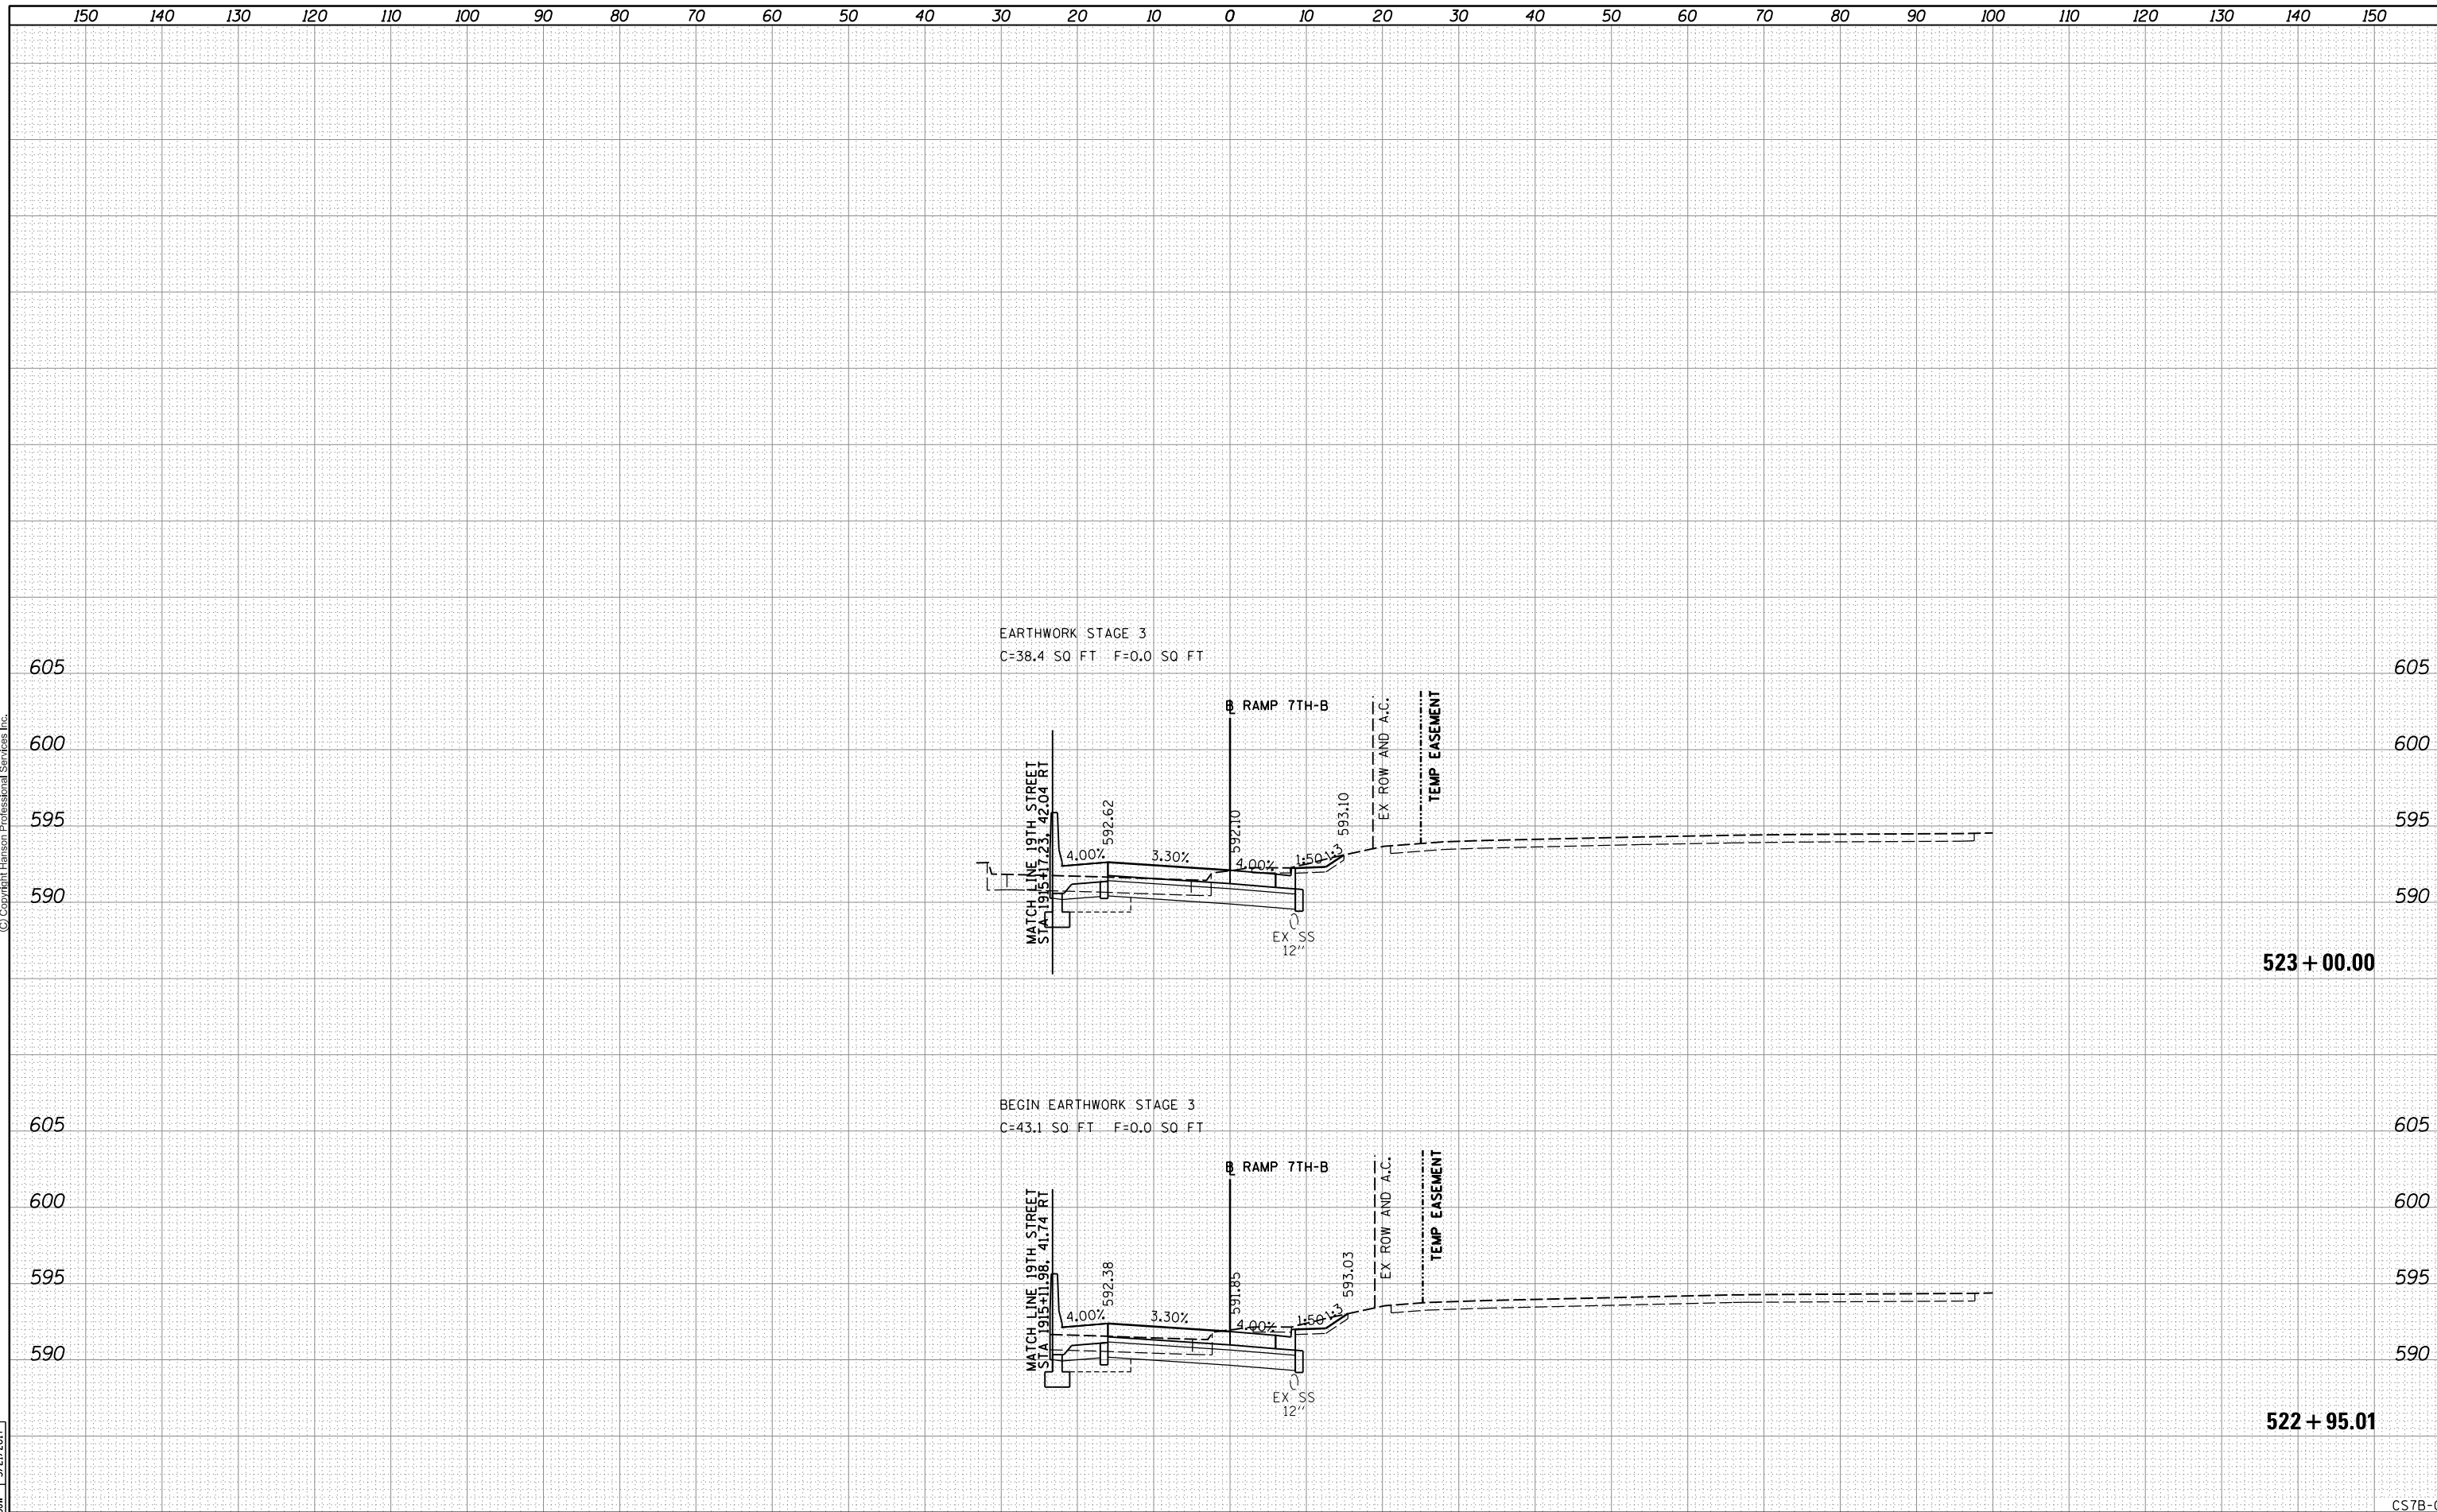 150 140 130 120 110 100 90 80 70 60 50 40 30 20 10 0 10 20 30 40 50 60 70 80 90 100 110 120 130 140 150
EARTHWORK STAGE 3
C=38.4 SQ FT F=0.0 SQ FT
605 605
℄ RAMP 7TH-B
EX ROW AND A.C.
TEMP EASEMENT
600 600
MATCH LINE 19TH STREET
STA 1915+17.23, 42.04 RT
592.62
592.10
593.10
595 595
4.00% 3.30% 4.00% 1:50 1:3
590 590
EX SS
12''
523+00.00
BEGIN EARTHWORK STAGE 3
C=43.1 SQ FT F=0.0 SQ FT
605 605
RAMP 7TH-B
EX ROW AND A.C.
TEMP EASEMENT
600 600
MATCH LINE 19TH STREET
STA 1915+11.98, 41.74 RT
592.38
591.85
593.03
595 595
4.00% 3.30% 4.00% 1:50 1:3
590 590
EX SS
12''
522+95.01
(C) Copyright Hanson Professional Services Inc.